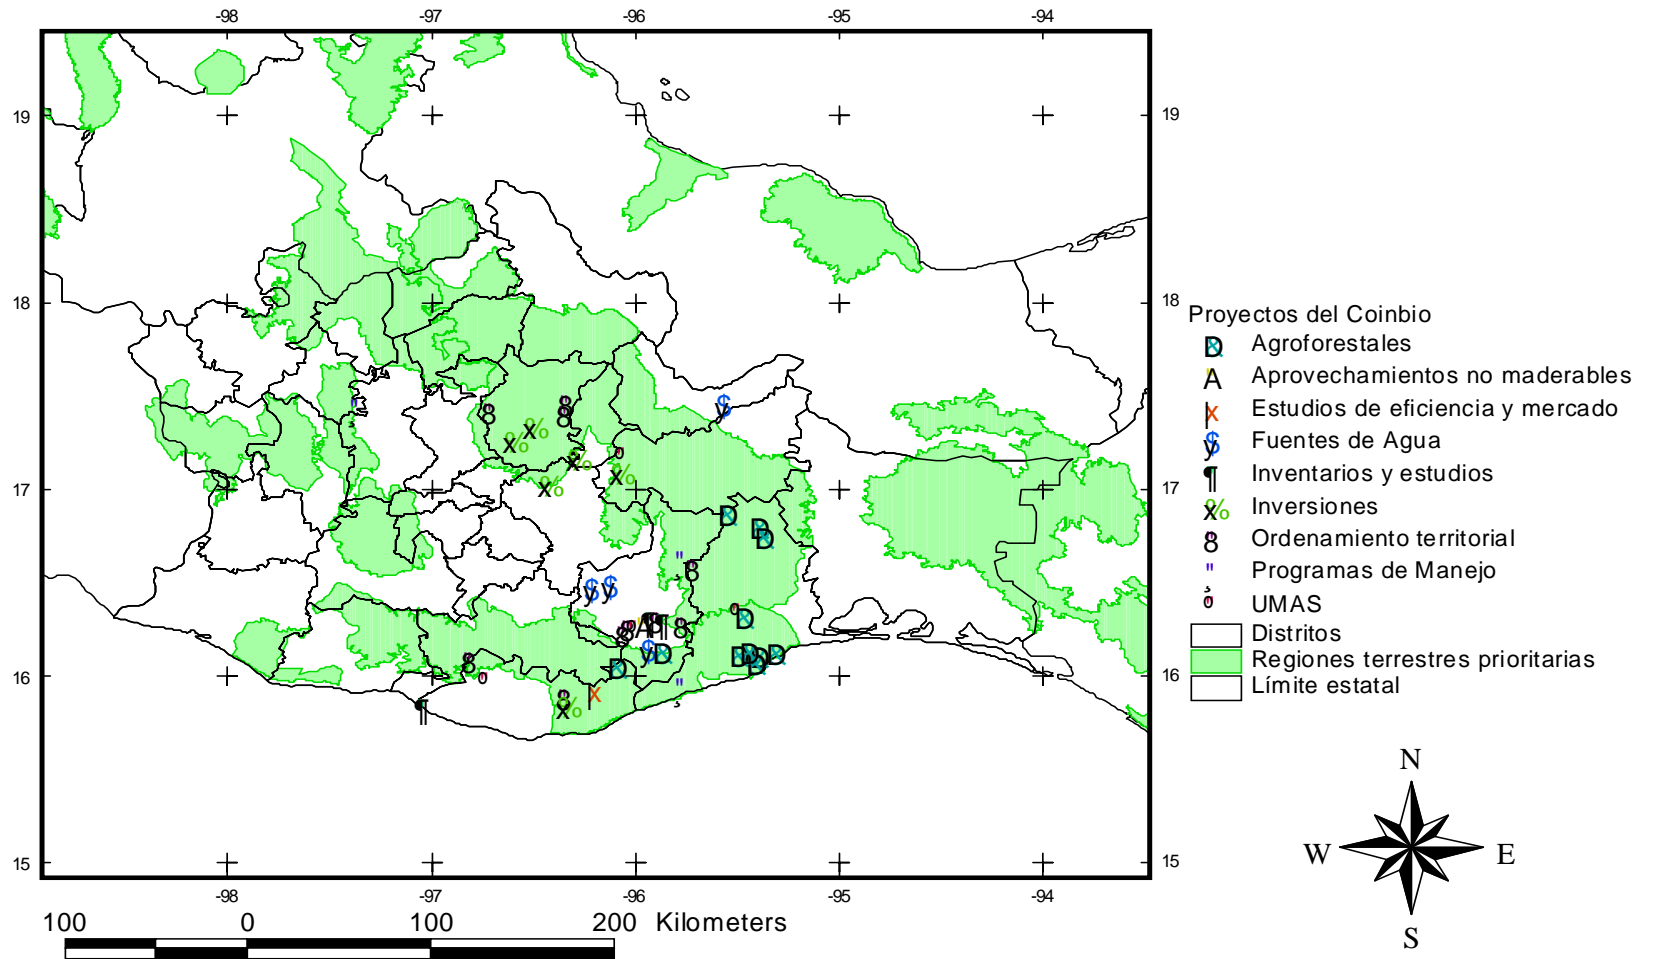 -98 -97 -96 -95 -94
19 19
18 18
17 17
16 16
15 15
-98 -97 -96 -95 -94
100 0 100 200 Kilometers
Proyectos del Coinbio
Agroforestales
Aprovechamientos no maderables
Estudios de eficiencia y mercado
Fuentes de Agua
Inventarios y estudios
Inversiones
Ordenamiento territorial
Programas de Manejo
UMAS
Distritos
Regiones terrestres prioritarias
Límite estatal
N
W E
S